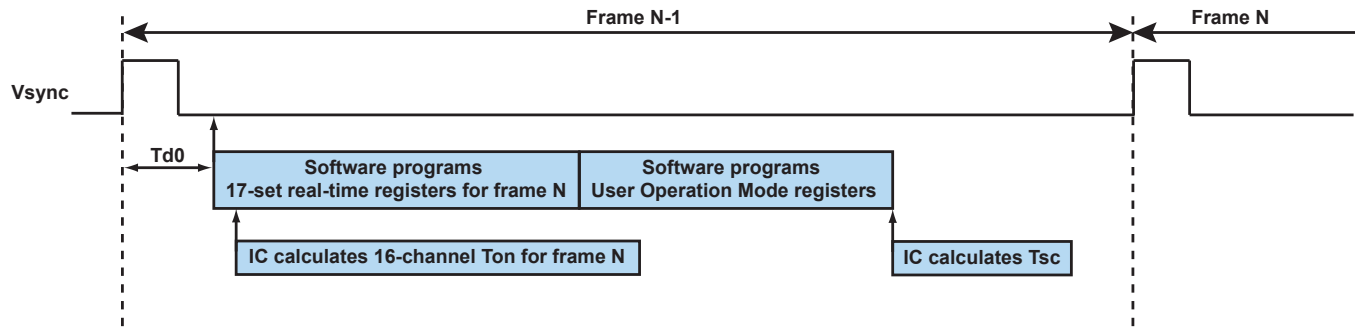 Frame N-1
Frame N
Vsync
Td0
Software programs
17-set real-time registers for frame N
Software programs
User Operation Mode registers
IC calculates 16-channel Ton for frame N
IC calculates Tsc